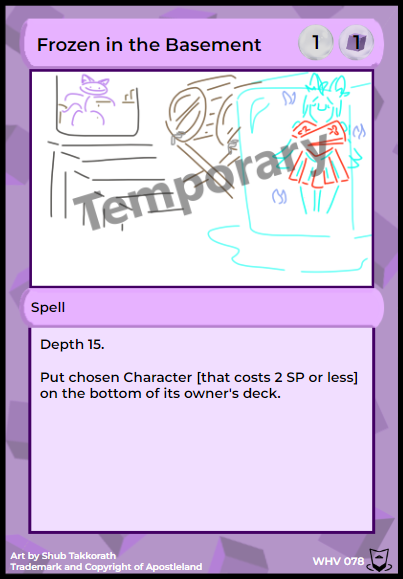 Frozen in the Basement
1
1
Temporary
Spell
Depth 15.
Put chosen Character [that costs 2 SP or less]
on the bottom of its owner's deck.
Art by Shub Takkorath
Trademark and Copyright of Apostleland
WHV 078